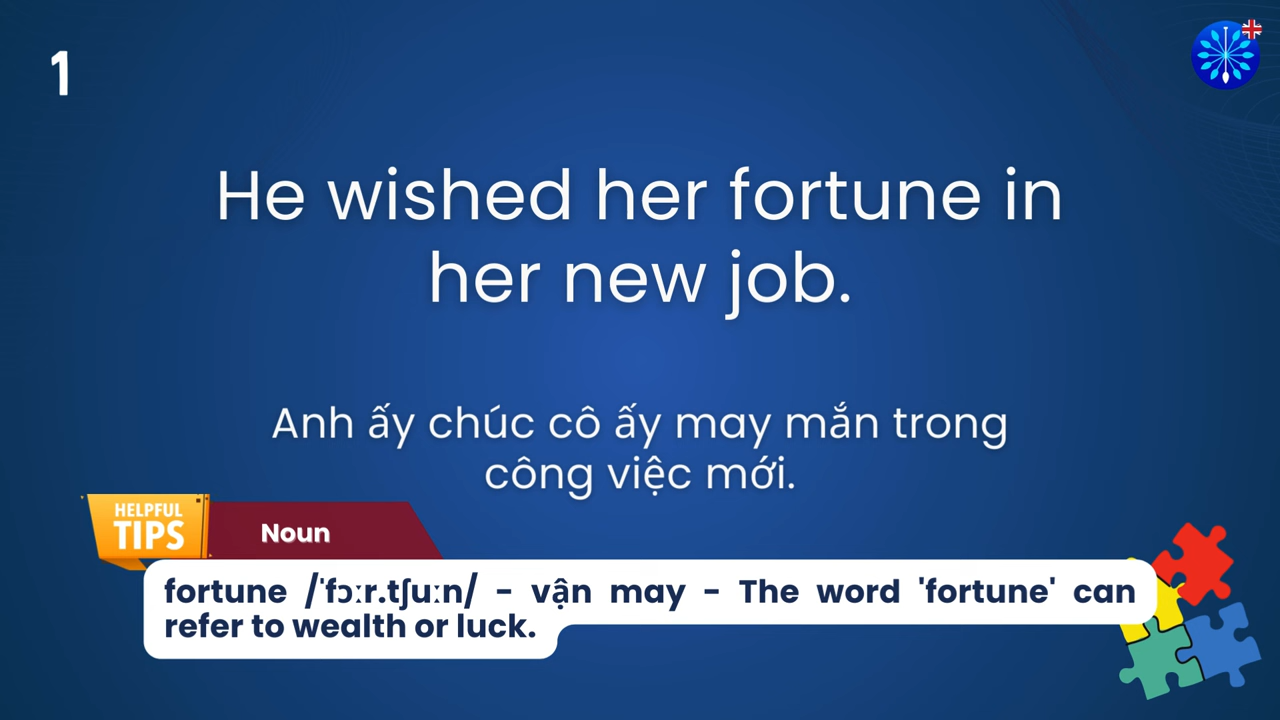 1
He wished her fortune in
her new job.
Anh ấy chúc cô ấy may mắn trong
công việc mới.
HELPFUL
TIPS
Noun
fortune /ˈfɔːr.tʃuːn/ - vận may - The word 'fortune' can
refer to wealth or luck.